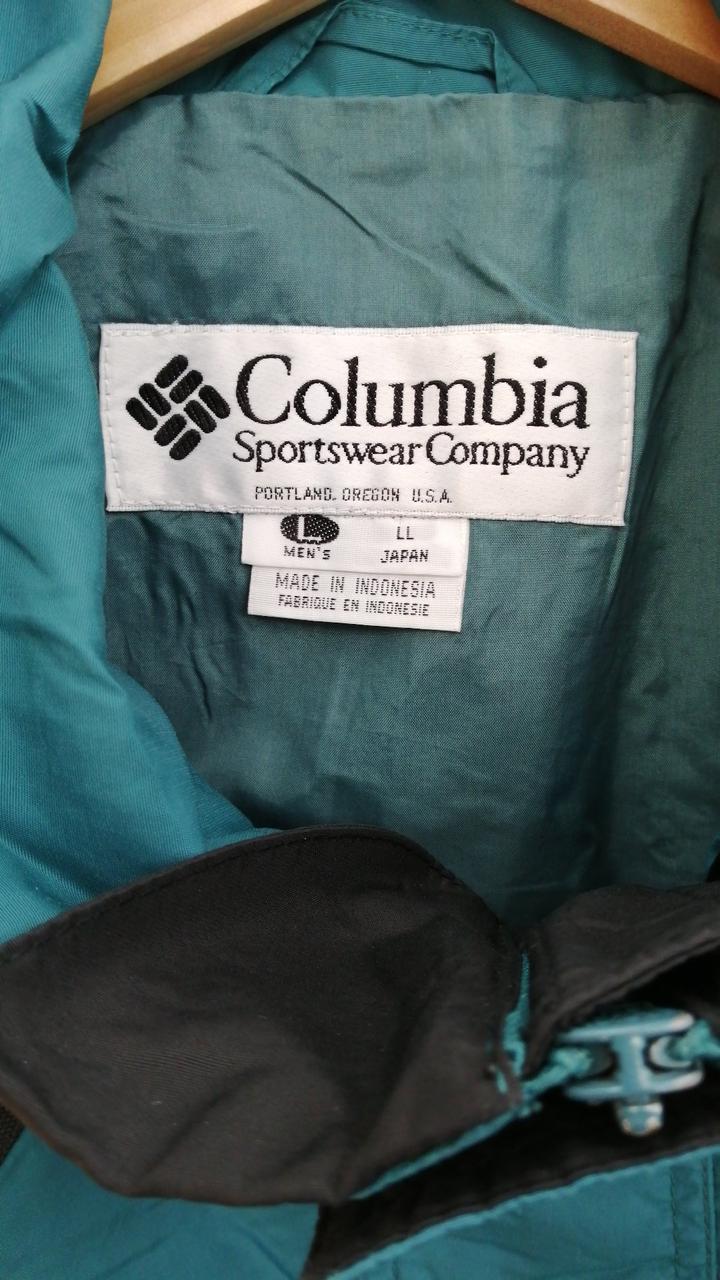 Columbia
Sportswear Company
PORTLAND, OREGON U.S.A.
L LL
MEN'S JAPAN
MADE IN INDONESIA
FABRIQUE EN INDONESIE